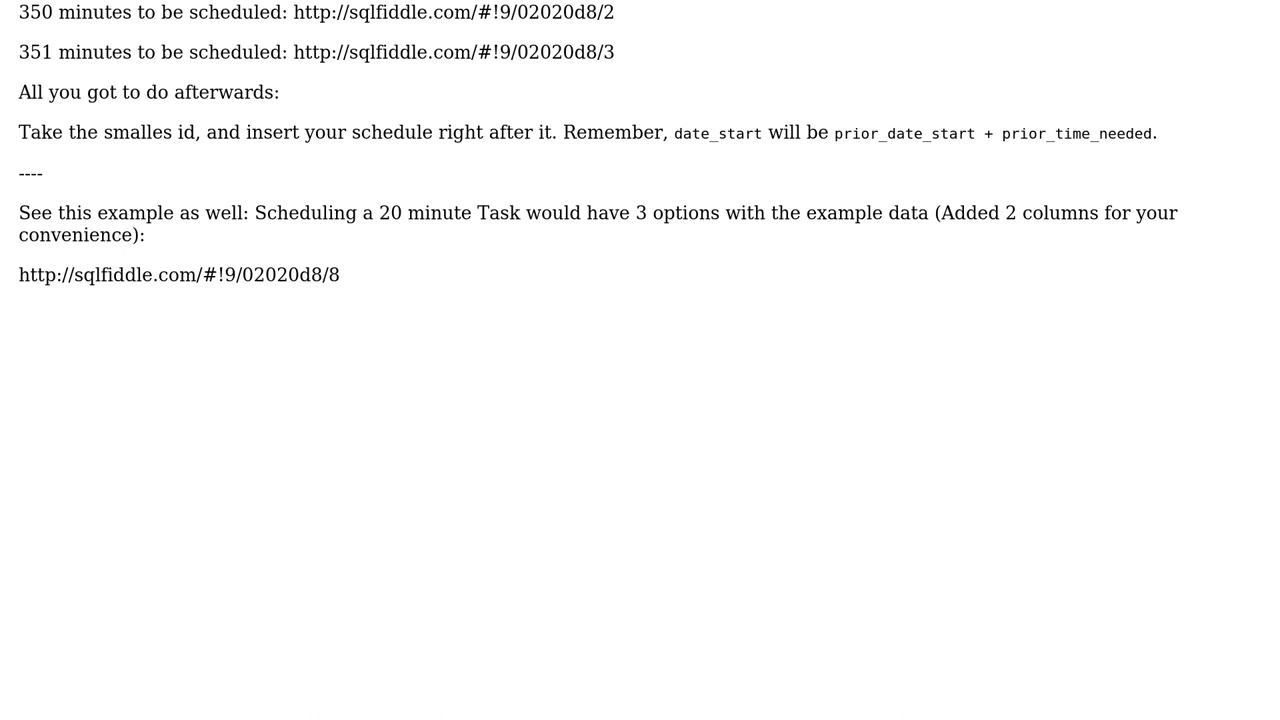 350 minutes to be scheduled: http://sqlfiddle.com/#!9/02020d8/2
351 minutes to be scheduled: http://sqlfiddle.com/#!9/02020d8/3
All you got to do afterwards:
Take the smalles id, and insert your schedule right after it. Remember, date_start will be prior_date_start + prior_time_needed.
----
See this example as well: Scheduling a 20 minute Task would have 3 options with the example data (Added 2 columns for your
convenience):
http://sqlfiddle.com/#!9/02020d8/8